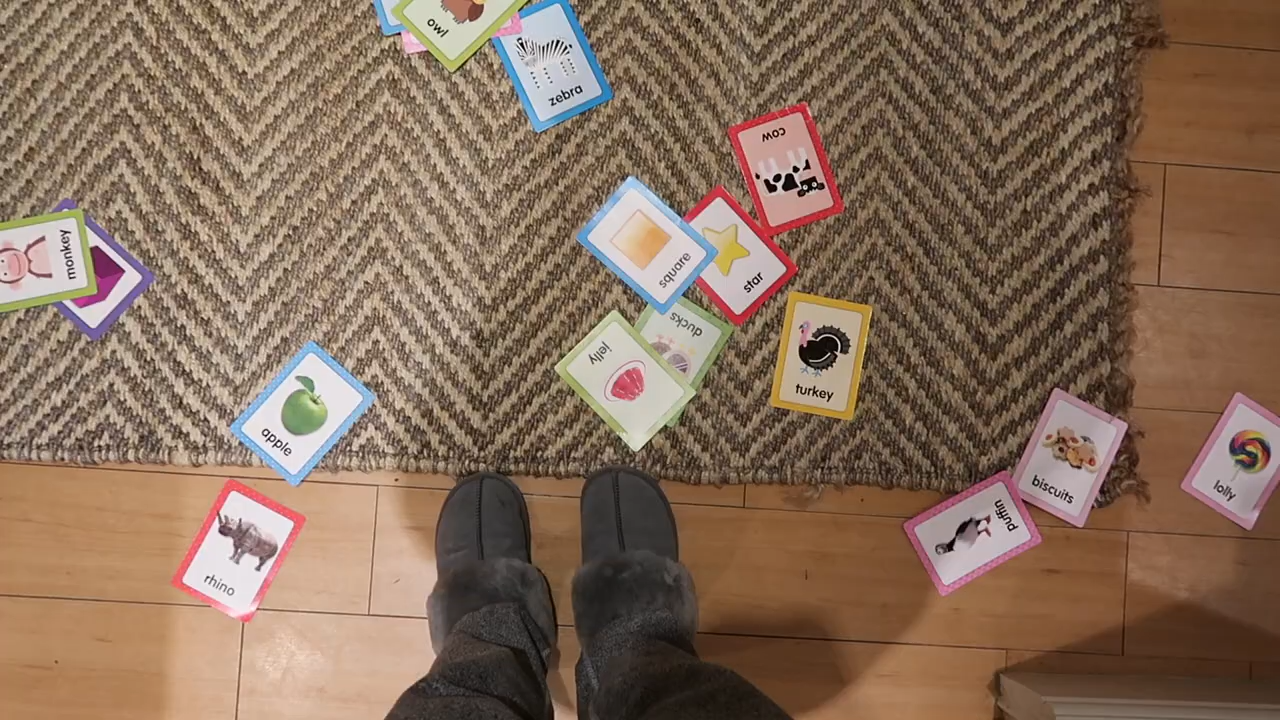 owl
zebra
cow
monkey
square
star
ducks
jelly
turkey
apple
biscuits
lolly
puffin
rhino